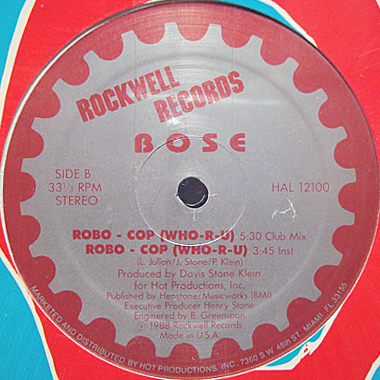 ROCKWELL RECORDS
BOSE
SIDE B
33⅓ RPM
STEREO
HAL 12100
ROBO - COP (WHO-R-U) 5:30 Club Mix
ROBO - COP (WHO-R-U) 3:45 Inst
(L. Jullon/J. Stone/P. Klein)
Produced by Davis Stone Klein
for Hot Productions, Inc.
Published by Henstone/Musicworks (BMI)
Executive Producer Henry Stone
Engineered by B. Greenspan
© 1988 Rockwell Records
Made in U.S.A.
MANUFACTURED AND DISTRIBUTED BY HOT PRODUCTIONS, INC., 7360 S.W. 48th ST., MIAMI, FL 33155